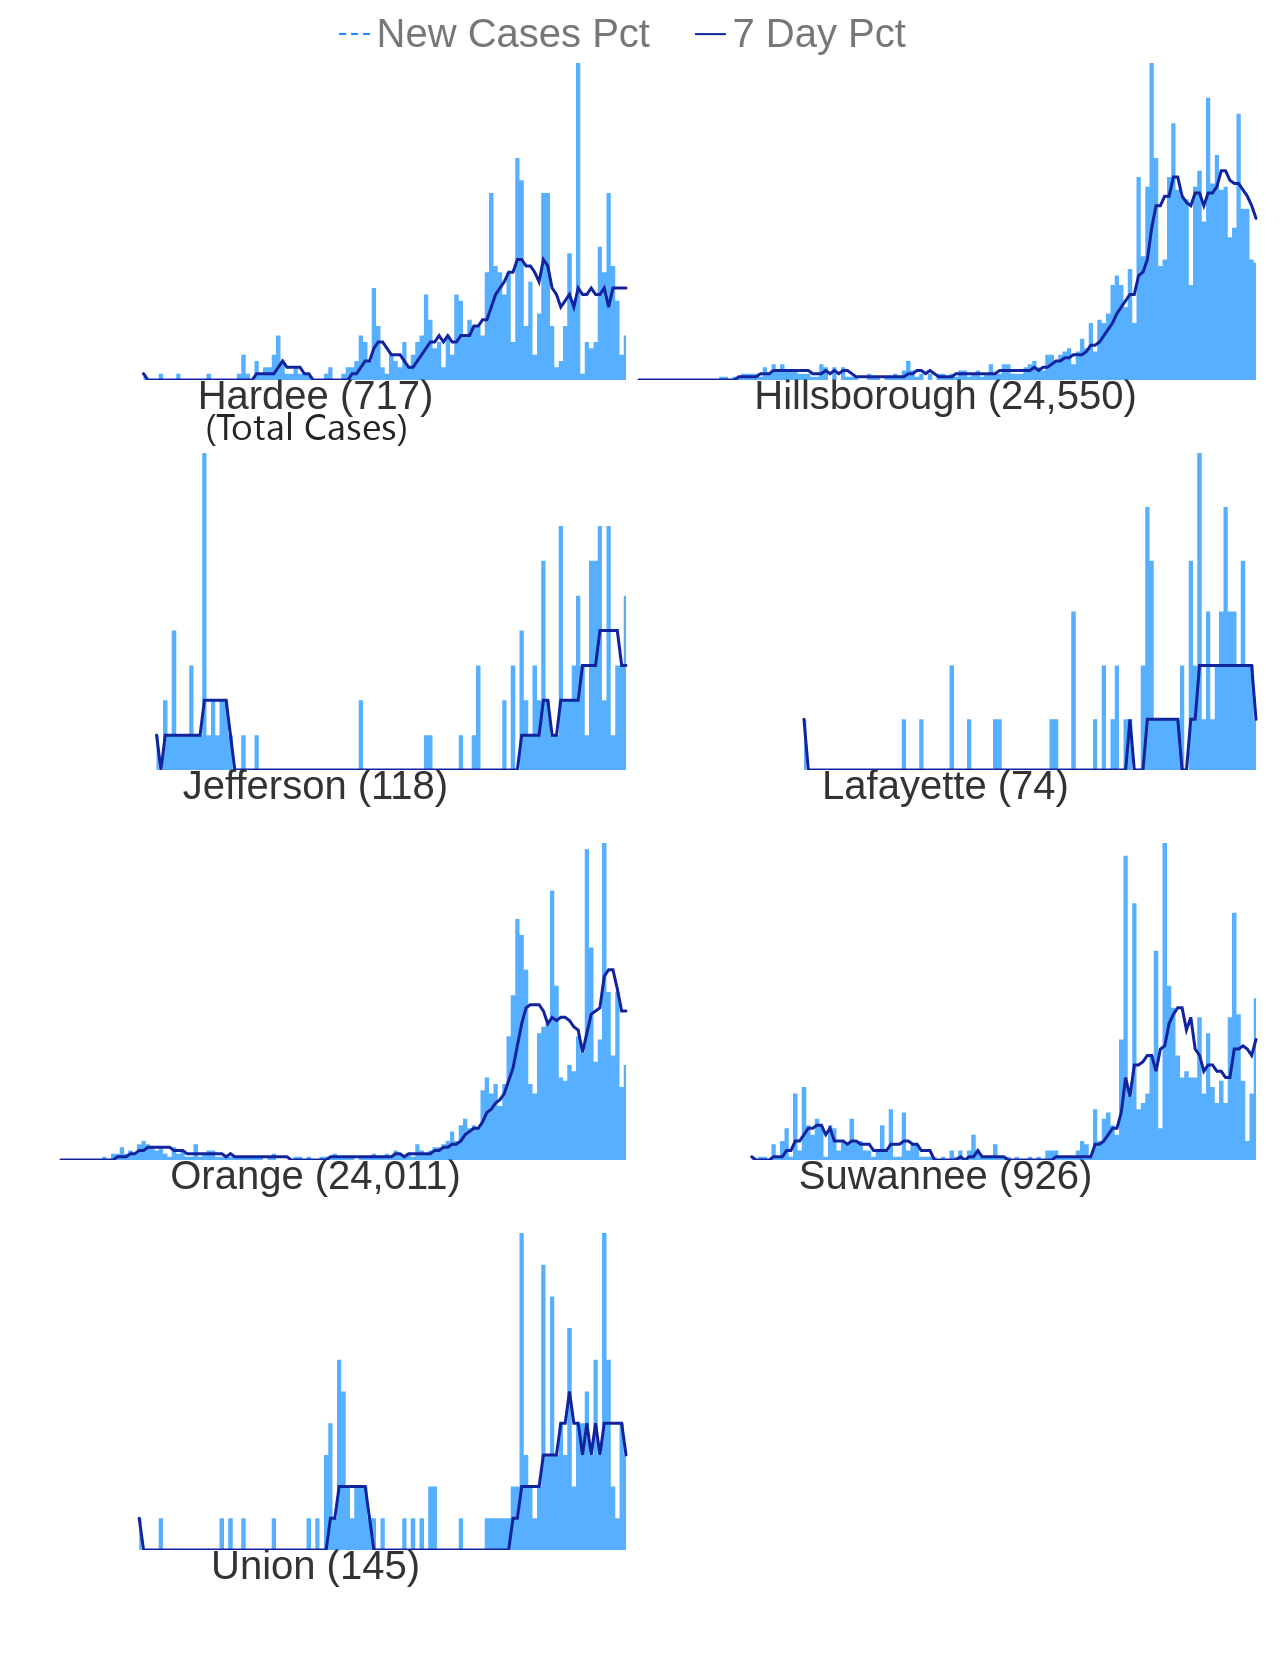 New Cases Pct 7 Day Pct
Hardee (717) Hillsborough (24,550)
(Total Cases)
Jefferson (118) Lafayette (74)
Orange (24,011) Suwannee (926)
Union (145)